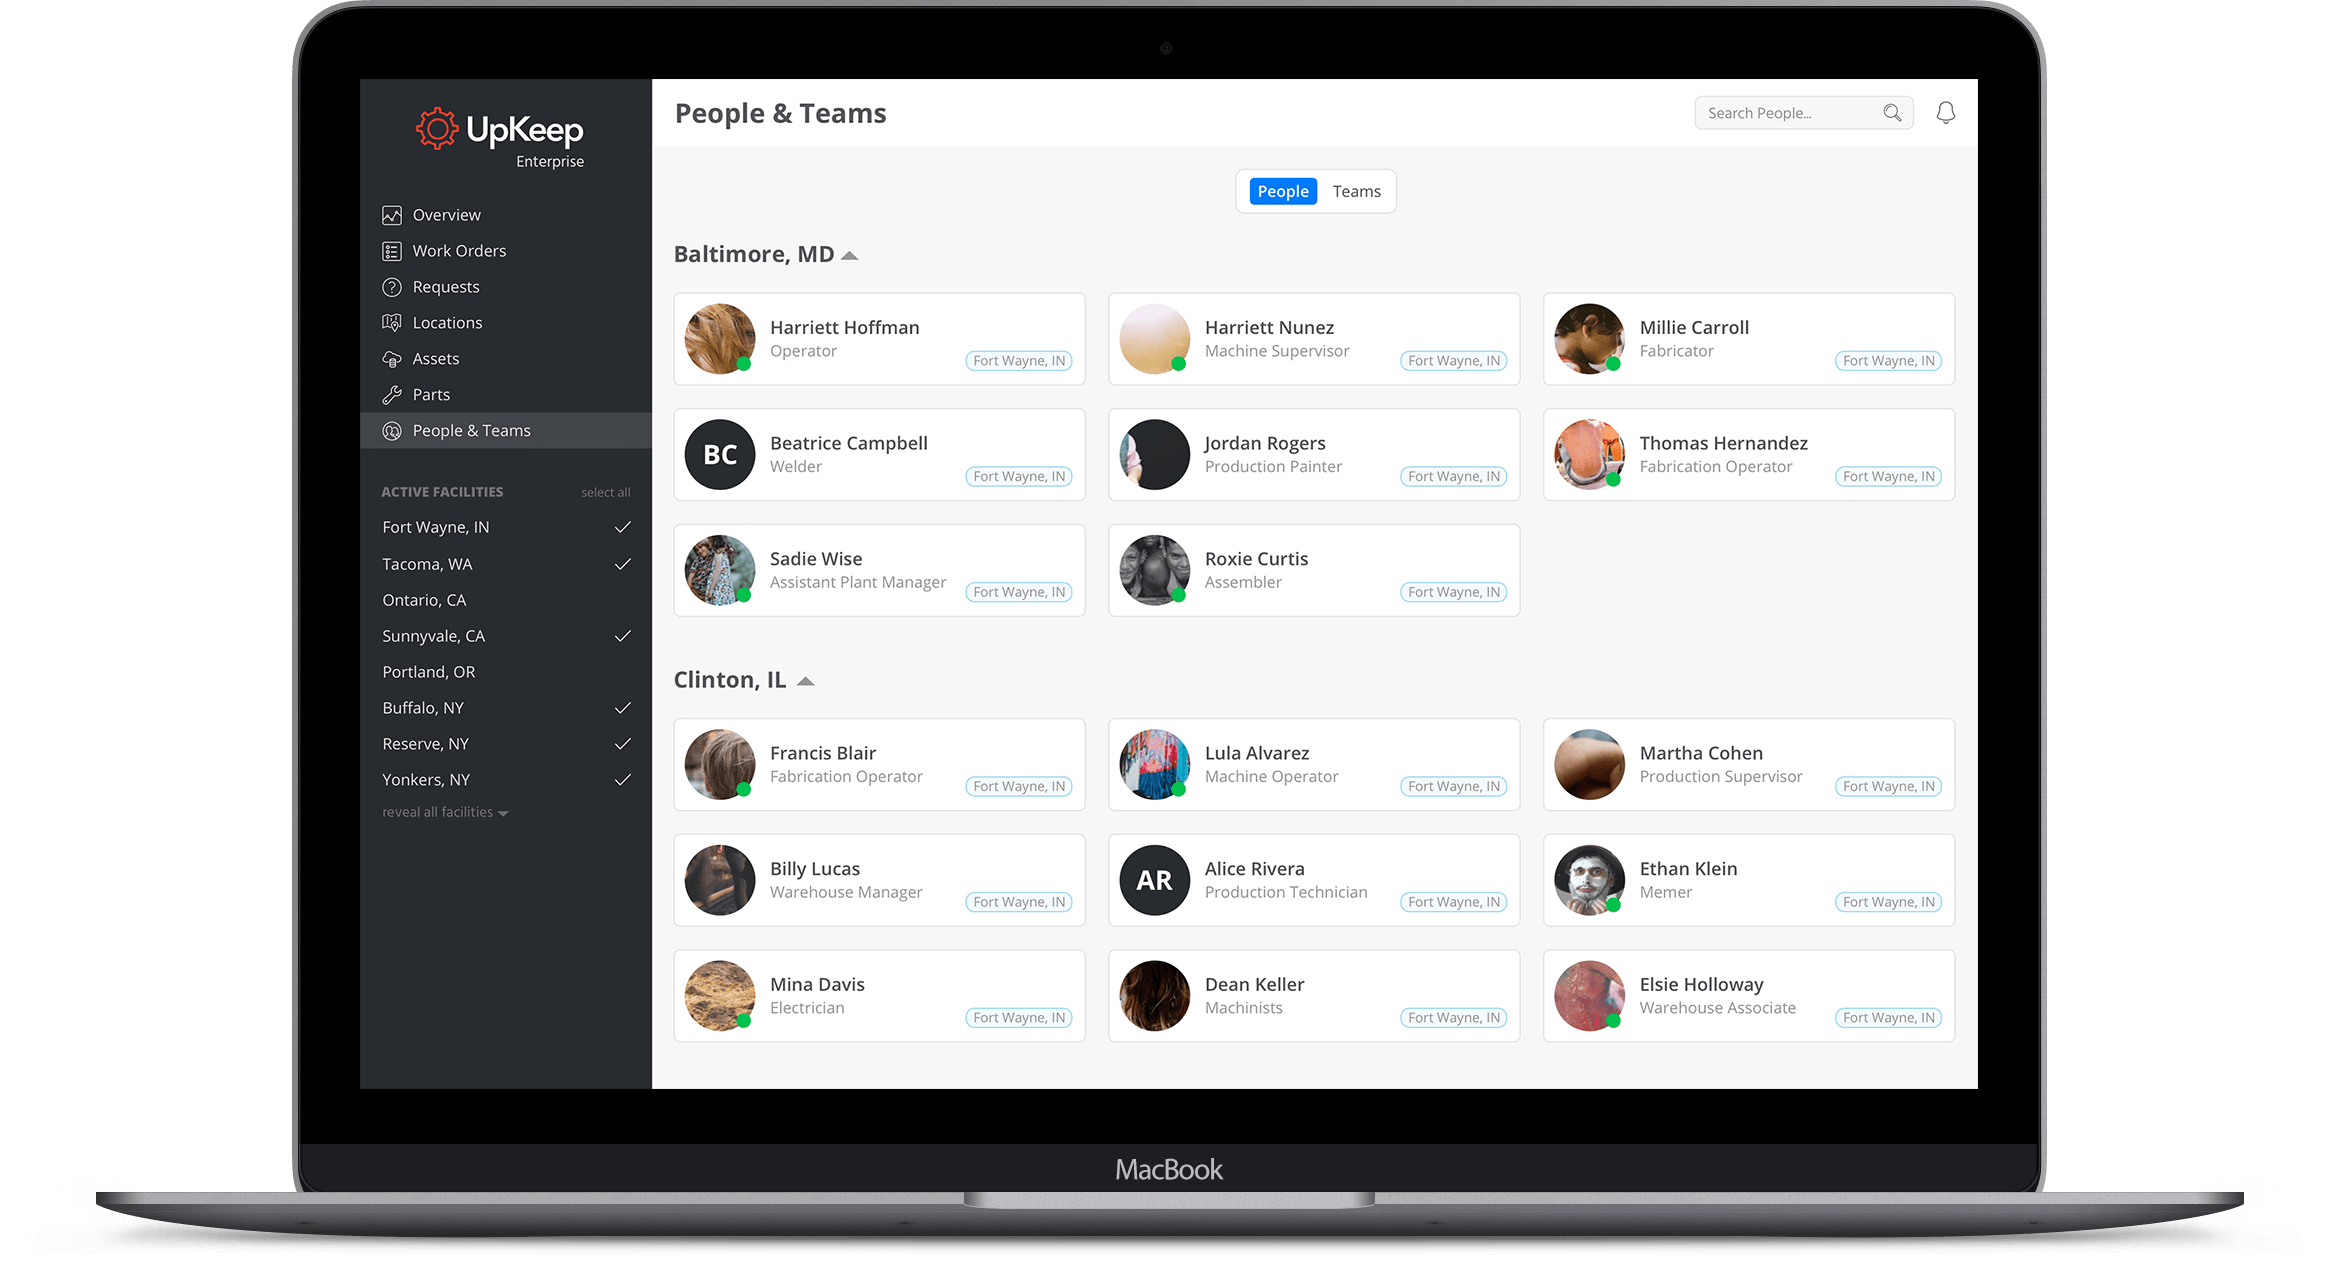 UpKeep
Enterprise
Overview
Work Orders
Requests
Locations
Assets
Parts
People & Teams
ACTIVE FACILITIES select all
Fort Wayne, IN
Tacoma, WA
Ontario, CA
Sunnyvale, CA
Portland, OR
Buffalo, NY
Reserve, NY
Yonkers, NY
reveal all facilities
People & Teams
Search People...
People Teams
Baltimore, MD
Harriett Hoffman
Operator
Fort Wayne, IN
Harriett Nunez
Machine Supervisor
Fort Wayne, IN
Millie Carroll
Fabricator
Fort Wayne, IN
BC
Beatrice Campbell
Welder
Fort Wayne, IN
Jordan Rogers
Production Painter
Fort Wayne, IN
Thomas Hernandez
Fabrication Operator
Fort Wayne, IN
Sadie Wise
Assistant Plant Manager
Fort Wayne, IN
Roxie Curtis
Assembler
Fort Wayne, IN
Clinton, IL
Francis Blair
Fabrication Operator
Fort Wayne, IN
Lula Alvarez
Machine Operator
Fort Wayne, IN
Martha Cohen
Production Supervisor
Fort Wayne, IN
Billy Lucas
Warehouse Manager
Fort Wayne, IN
AR
Alice Rivera
Production Technician
Fort Wayne, IN
Ethan Klein
Memer
Fort Wayne, IN
Mina Davis
Electrician
Fort Wayne, IN
Dean Keller
Machinists
Fort Wayne, IN
Elsie Holloway
Warehouse Associate
Fort Wayne, IN
MacBook